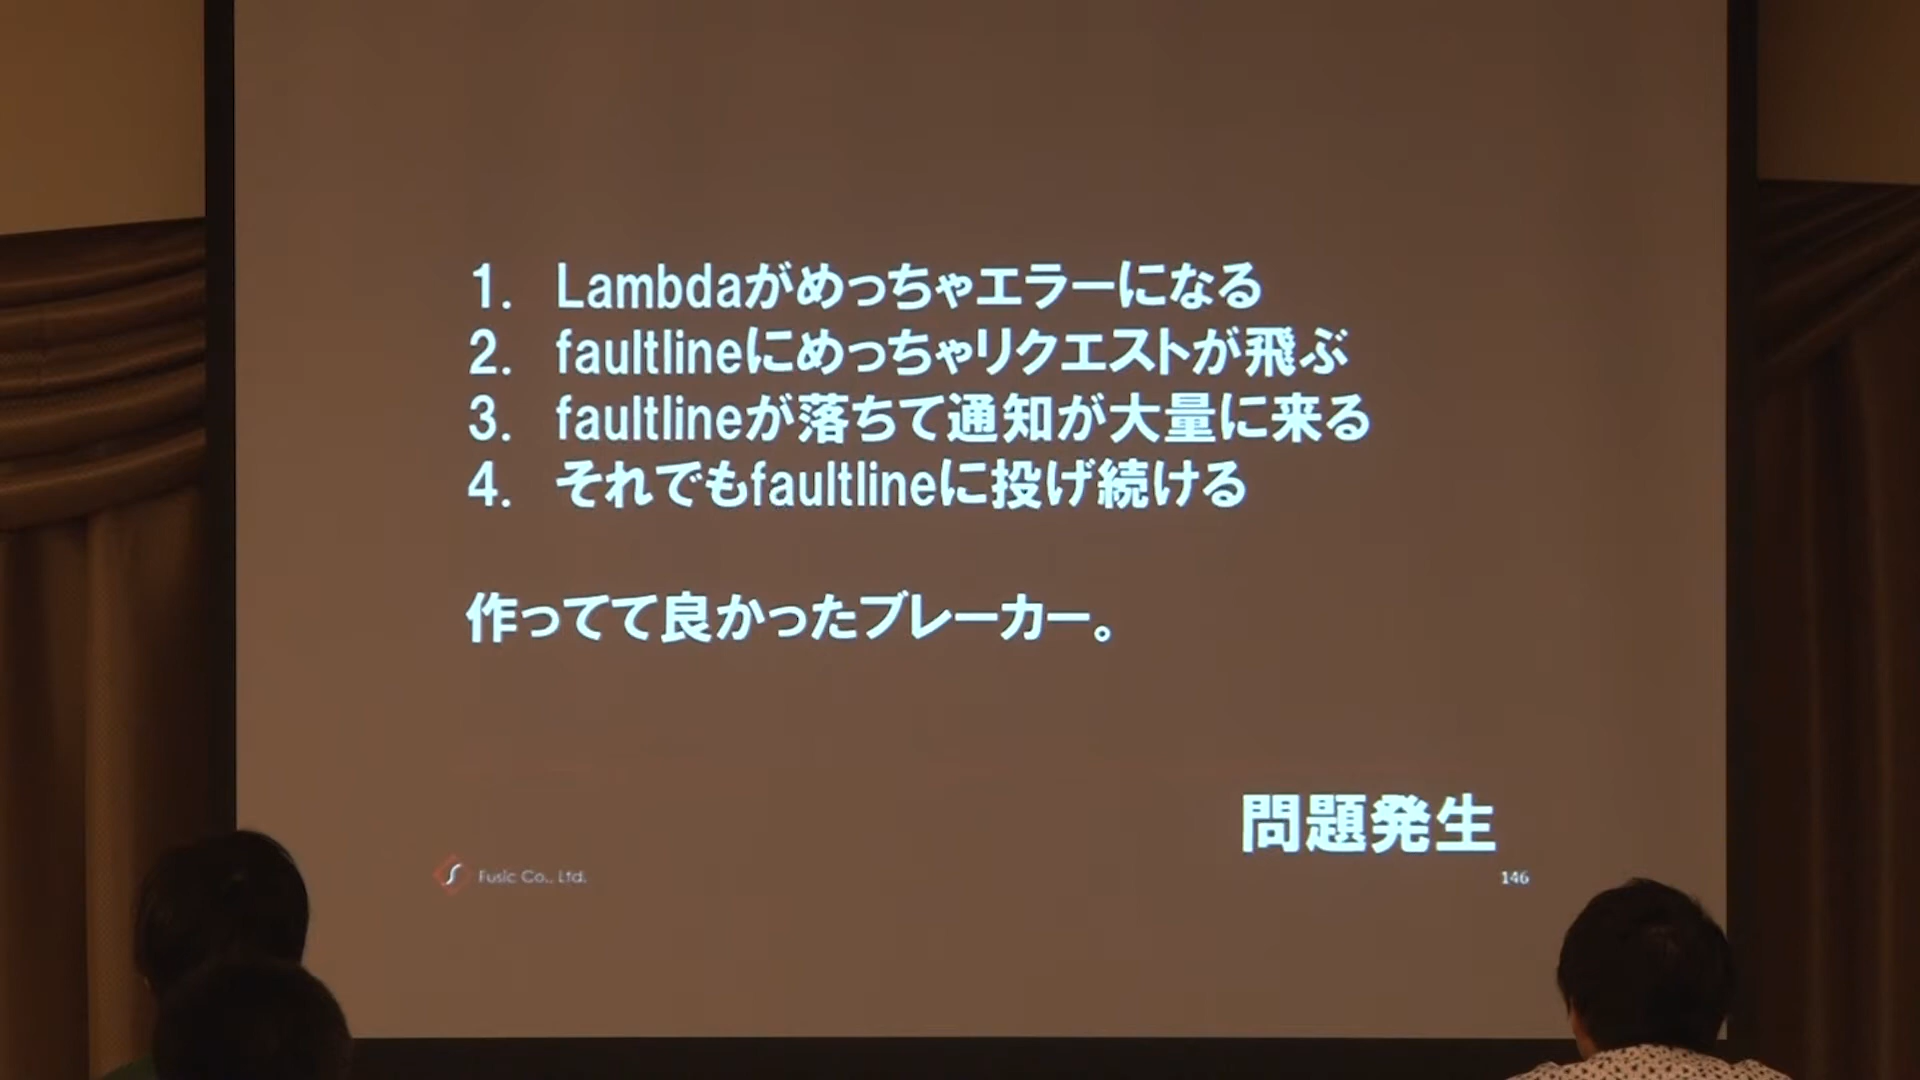 1. Lambdaがめっちゃエラーになる
2. faultlineにめっちゃリクエストが飛ぶ
3. faultlineが落ちて通知が大量に来る
4. それでもfaultlineに投げ続ける
作ってて良かったブレーカー。
問題発生
Fusic Co., Ltd.
146